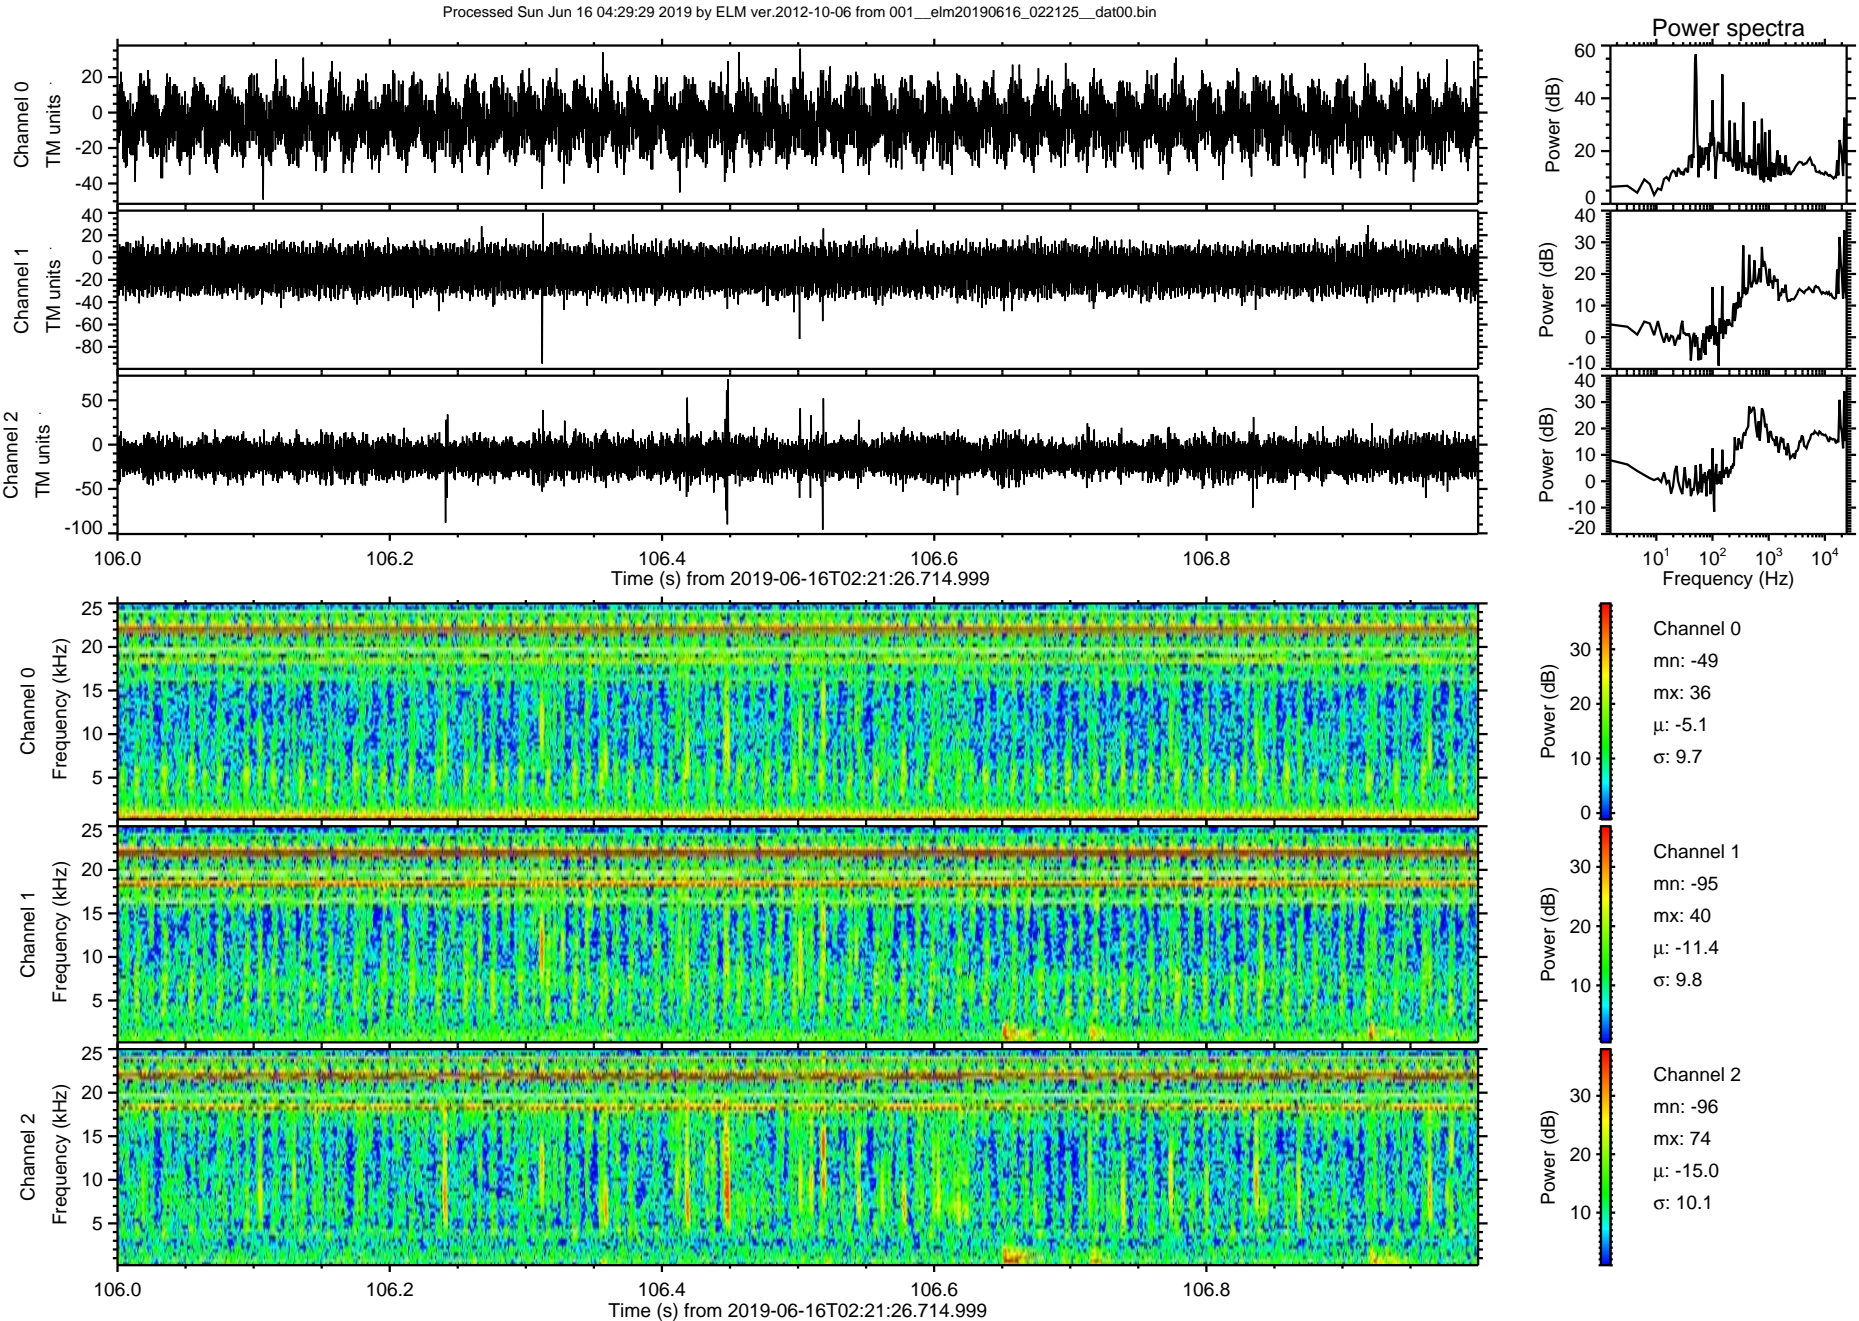 Processed Sun Jun 16 04:29:29 2019 by ELM ver.2012-10-06 from 001__elm20190616_022125__dat00.bin
Power spectra
Channel 0
TM units
20
0
-20
-40
Power (dB)
60
40
20
0
Channel 1
TM units
40
20
0
-20
-40
-60
-80
Power (dB)
40
30
20
10
0
-10
Channel 2
TM units
50
0
-50
-100
Power (dB)
40
30
20
10
0
-10
-20
106.0 106.2 106.4 106.6 106.8
Time (s) from 2019-06-16T02:21:26.714.999
10¹ 10² 10³ 10⁴
Frequency (Hz)
Channel 0
Frequency (kHz)
25
20
15
10
5
Power (dB)
30
20
10
0
Channel 0
mn: -49
mx: 36
μ: -5.1
σ: 9.7
Channel 1
Frequency (kHz)
25
20
15
10
5
Power (dB)
30
20
10
Channel 1
mn: -95
mx: 40
μ: -11.4
σ: 9.8
Channel 2
Frequency (kHz)
25
20
15
10
5
Power (dB)
30
20
10
Channel 2
mn: -96
mx: 74
μ: -15.0
σ: 10.1
106.0 106.2 106.4 106.6 106.8
Time (s) from 2019-06-16T02:21:26.714.999